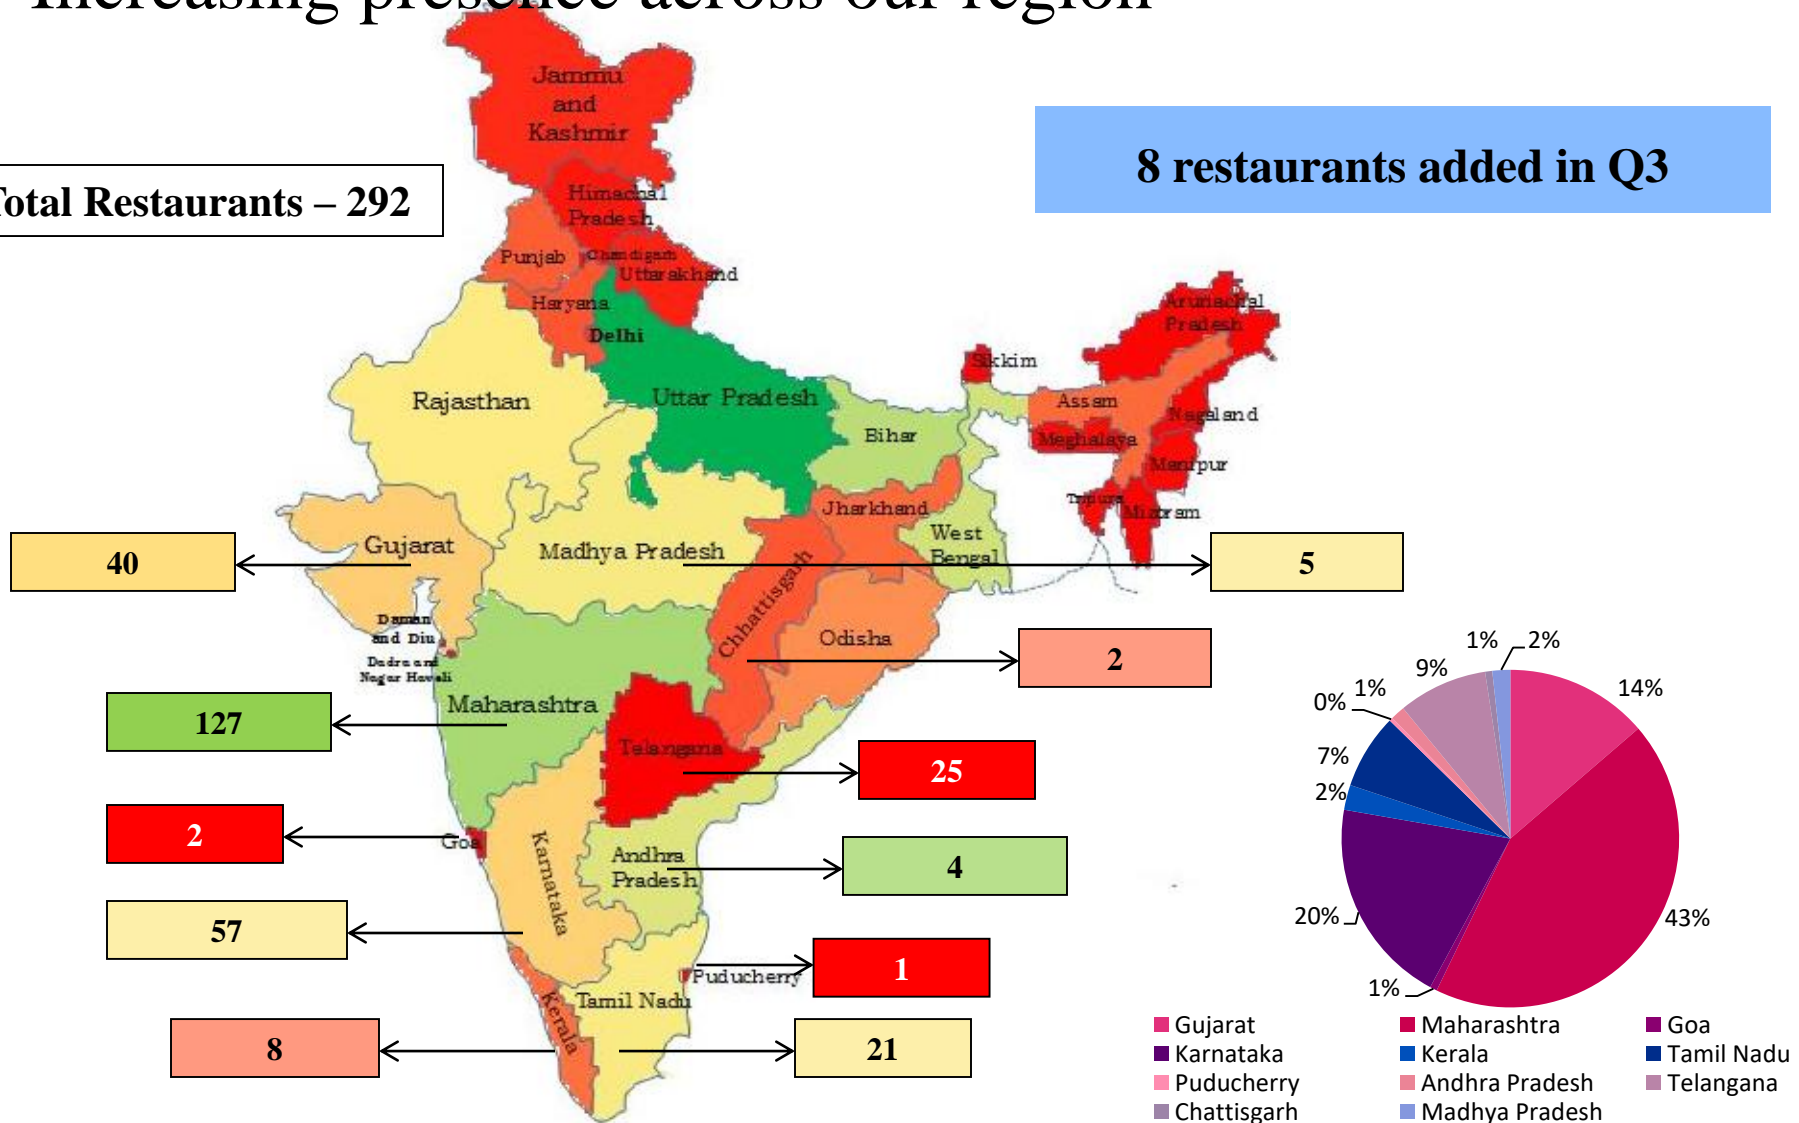 Increasing presence across our region
Total Restaurants – 292
8 restaurants added in Q3
Jammu
and
Kashmir
Himachal
Pradesh
Punjab
Chandigarh
Uttarakhand
Haryana
Delhi
Rajasthan
Uttar Pradesh
Bihar
Sikkim
Arunachal
Pradesh
Assam
Nagaland
Meghalaya
Manipur
Tripura
Mizoram
Jharkhand
West
Bengal
Gujarat
Madhya Pradesh
Chhattisgarh
Odisha
Daman
and Diu
Dadra and
Nagar Haveli
Maharashtra
Telangana
Goa
Karnataka
Andhra
Pradesh
Puducherry
Tamil Nadu
Kerala
40
5
2
127
25
2
4
57
1
8
21
1%
2%
9%
14%
0%
1%
7%
2%
20%
43%
1%
Gujarat
Maharashtra
Goa
Karnataka
Kerala
Tamil Nadu
Puducherry
Andhra Pradesh
Telangana
Chattisgarh
Madhya Pradesh